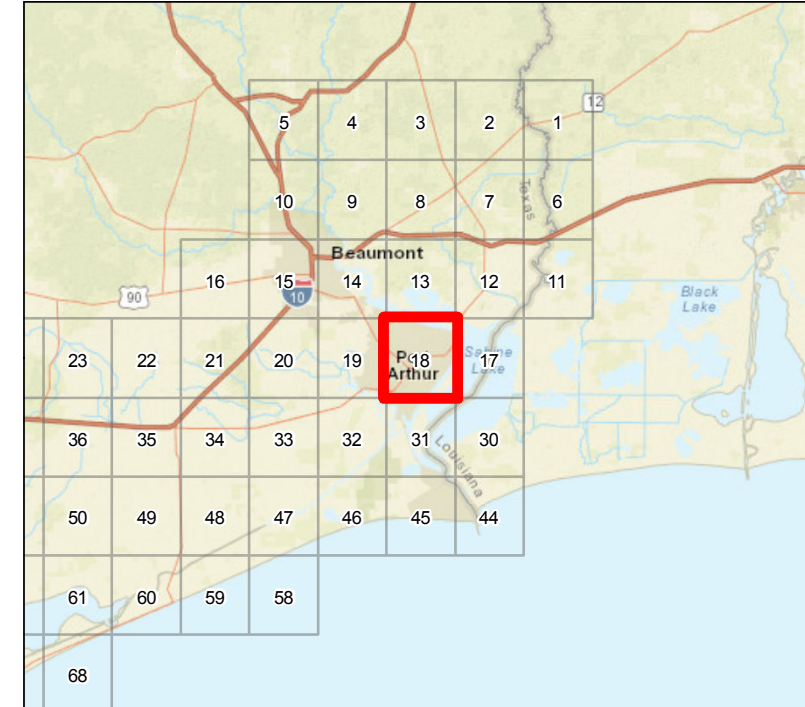 12
5 4 3 2 1
Texas
10 9 8 7 6
Beaumont
16 15 14 13 12 11
10
90
Black
Lake
23 22 21 20 19 18 17
Arthur
Lake
36 35 34 33 32 31 30
Louisiana
50 49 48 47 46 45 44
61 60 59 58
68